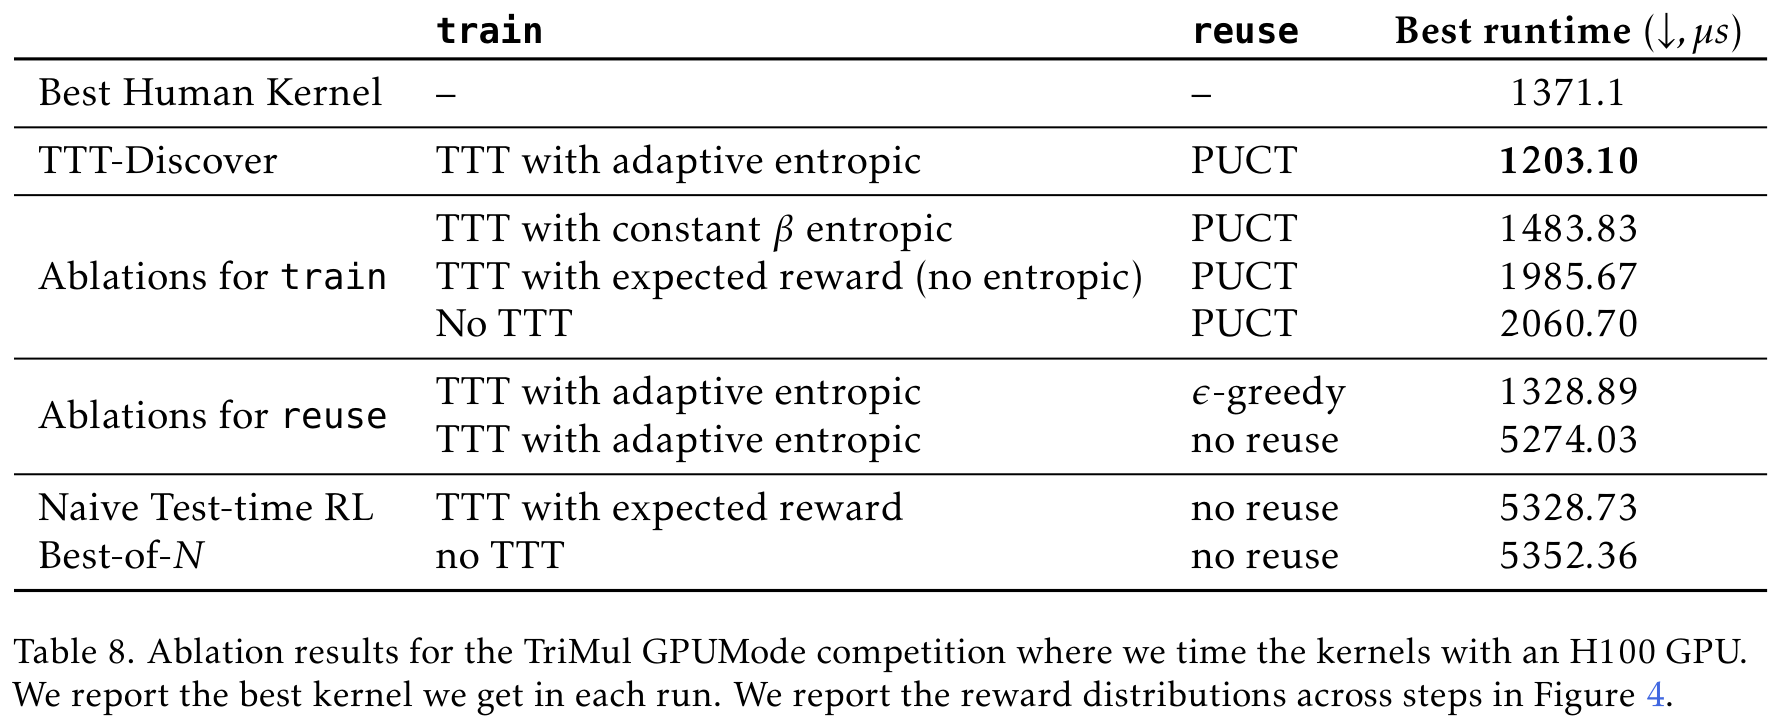 train reuse Best runtime (↓, μs)
Best Human Kernel – – 1371.1
TTT-Discover TTT with adaptive entropic PUCT 1203.10
TTT with constant β entropic PUCT 1483.83
Ablations for train TTT with expected reward (no entropic) PUCT 1985.67
No TTT PUCT 2060.70
TTT with adaptive entropic ϵ-greedy 1328.89
Ablations for reuse
TTT with adaptive entropic no reuse 5274.03
Naive Test-time RL TTT with expected reward no reuse 5328.73
Best-of-N no TTT no reuse 5352.36
Table 8. Ablation results for the TriMul GPUMode competition where we time the kernels with an H100 GPU.
We report the best kernel we get in each run. We report the reward distributions across steps in Figure 4.